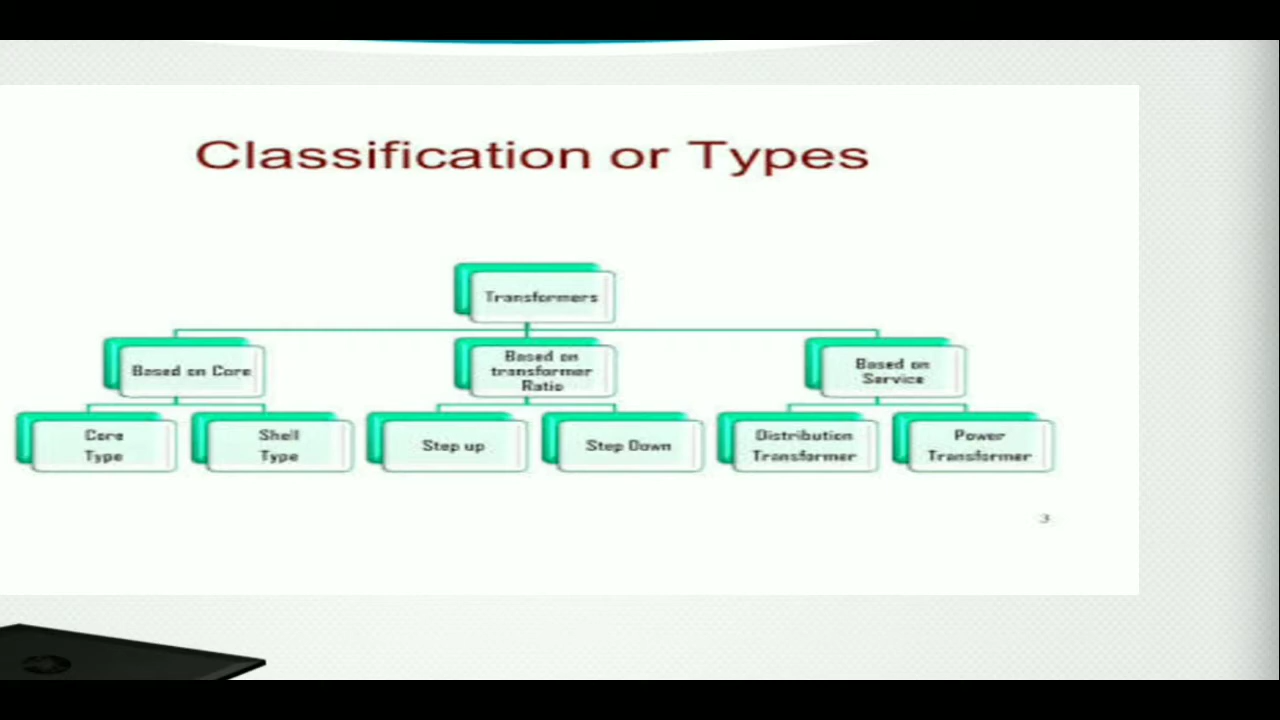 Classification or Types
Transformers
Based on Core
Based on
transformer
Ratio
Based on
Service
Core
Type
Shell
Type
Step up
Step Down
Distribution
Transformer
Power
Transformer
3